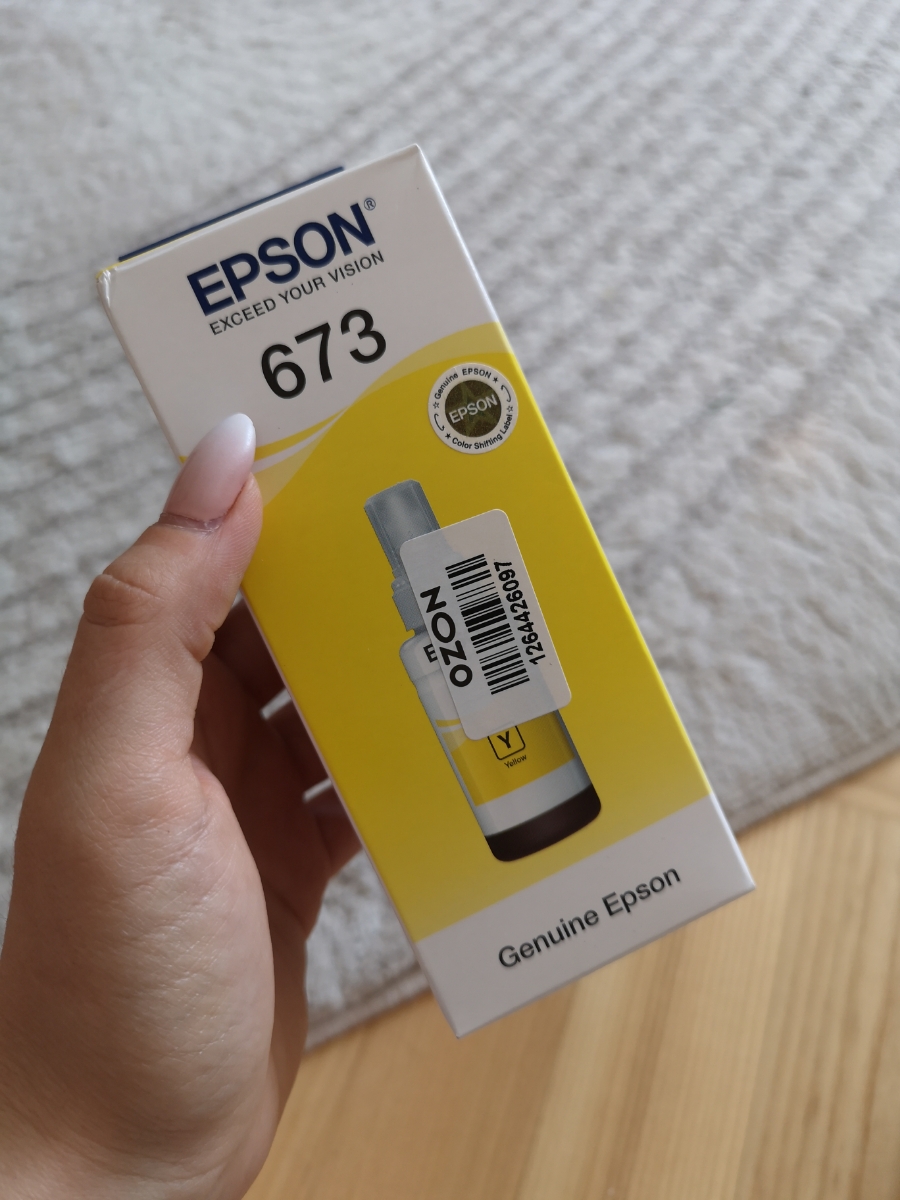 EPSON®
EXCEED YOUR VISION
673
★ Genuine EPSON ★
EPSON
★ Color Shifting Label ☆
E
OZON
1264426097
Y
Yellow
Genuine Epson